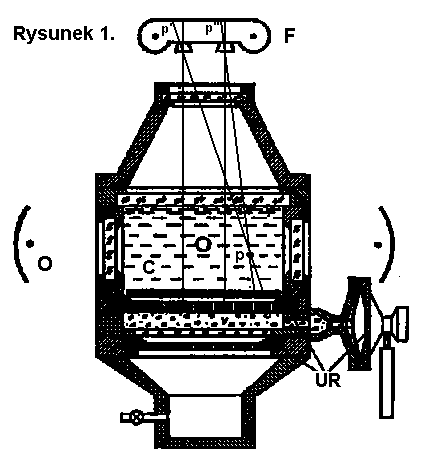 Rysunek 1.
p' p" F
C O p
O
v
UR